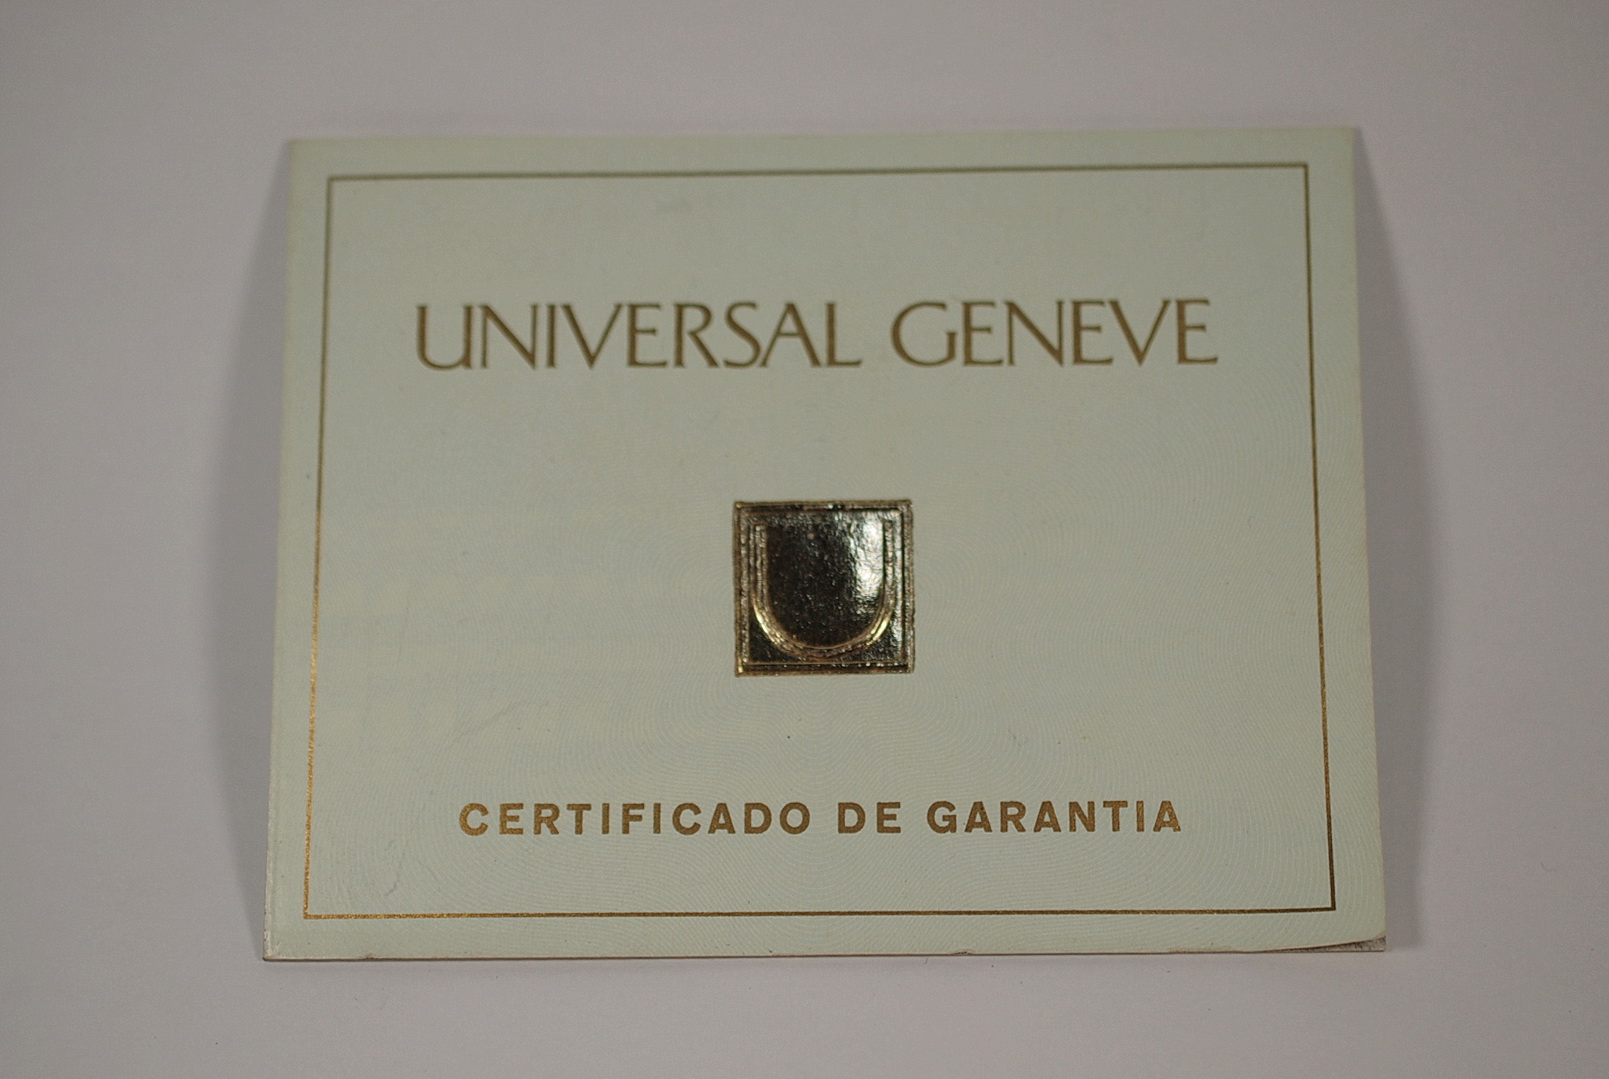 UNIVERSAL GENEVE
U
CERTIFICADO DE GARANTIA